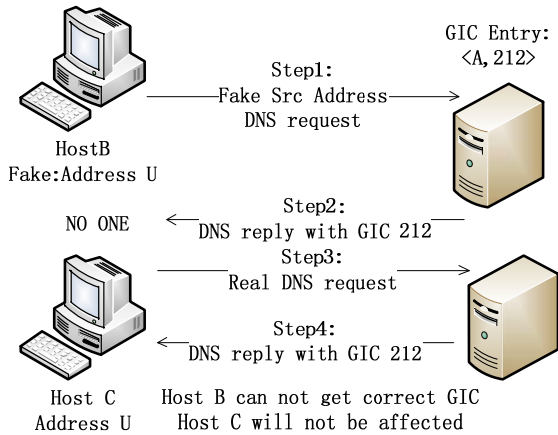 GIC Entry:
<A,212>
Step1:
Fake Src Address
DNS request
HostB
Fake:Address U
NO ONE
Step2:
DNS reply with GIC 212
Step3:
Real DNS request
Step4:
DNS reply with GIC 212
Host C
Address U
Host B can not get correct GIC
Host C will not be affected